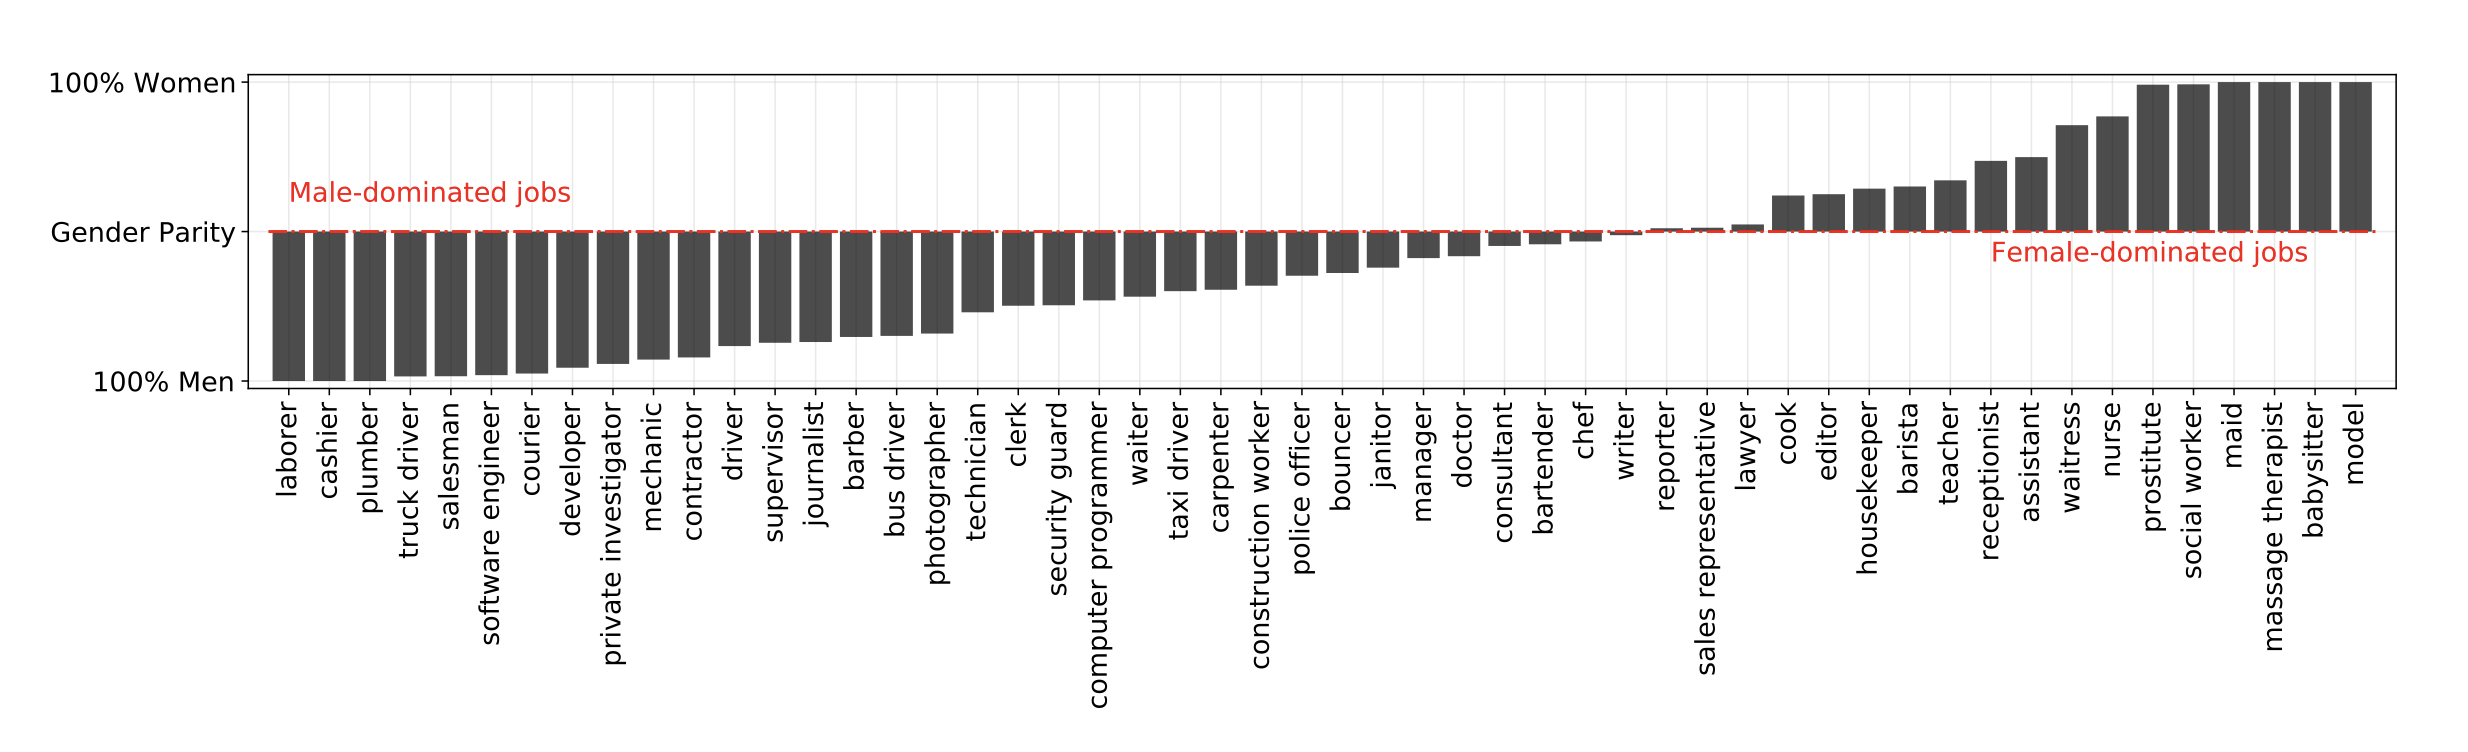 100% Women
Male-dominated jobs
Gender Parity
Female-dominated jobs
100% Men
laborer
cashier
plumber
truck driver
salesman
software engineer
courier
developer
private investigator
mechanic
contractor
driver
supervisor
journalist
barber
bus driver
photographer
technician
clerk
security guard
computer programmer
waiter
taxi driver
carpenter
construction worker
police officer
bouncer
janitor
manager
doctor
consultant
bartender
chef
writer
reporter
sales representative
lawyer
cook
editor
housekeeper
barista
teacher
receptionist
assistant
waitress
nurse
prostitute
social worker
maid
massage therapist
babysitter
model